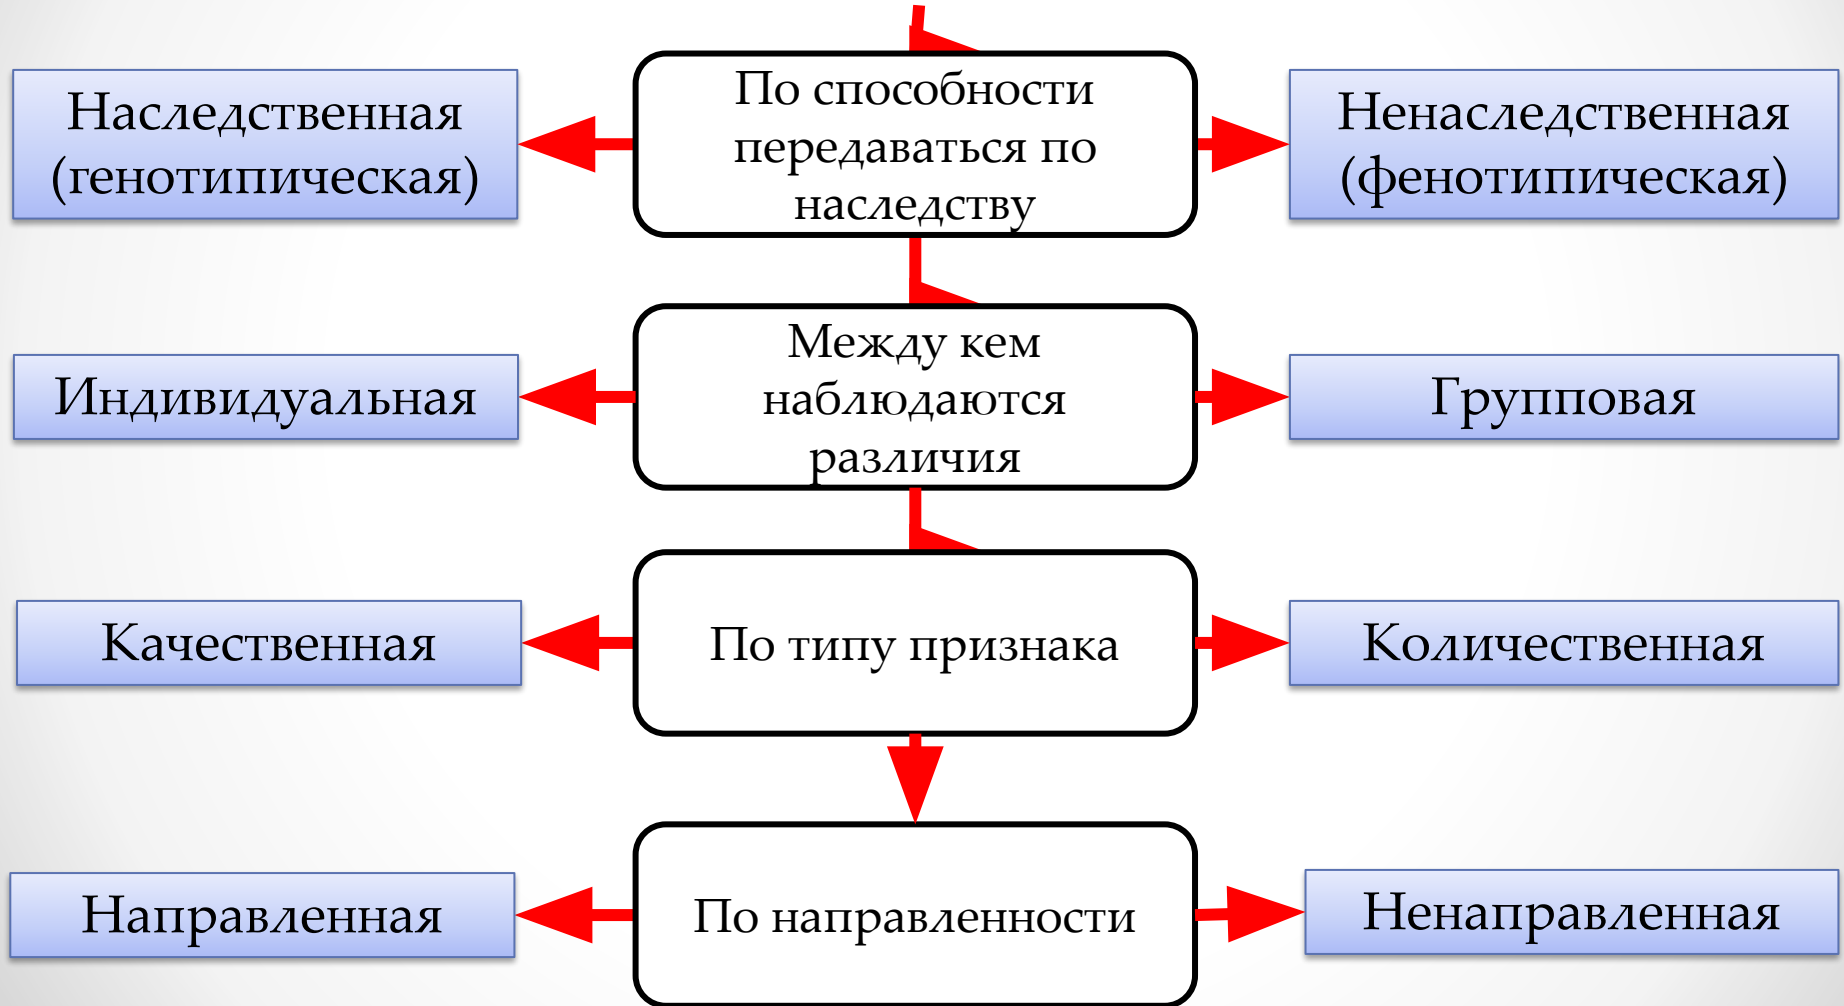 По способности
передаваться по
наследству
Наследственная
(генотипическая)
Ненаследственная
(фенотипическая)
Между кем
наблюдаются
различия
Индивидуальная
Групповая
По типу признака
Качественная
Количественная
По направленности
Направленная
Ненаправленная